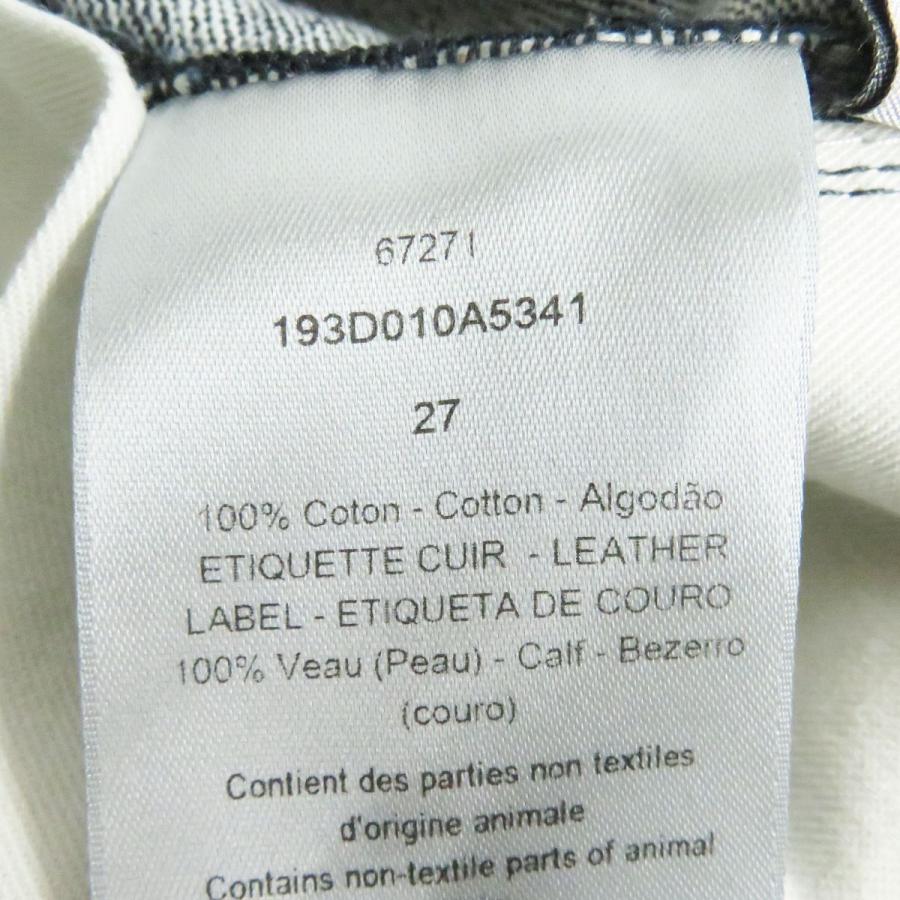 67271
193D010A5341
27
100% Coton - Cotton - Algodão
ETIQUETTE CUIR - LEATHER
LABEL - ETIQUETA DE COURO
100% Veau (Peau) - Calf - Bezerro
(couro)
Contient des parties non textiles
d'origine animale
Contains non-textile parts of animal